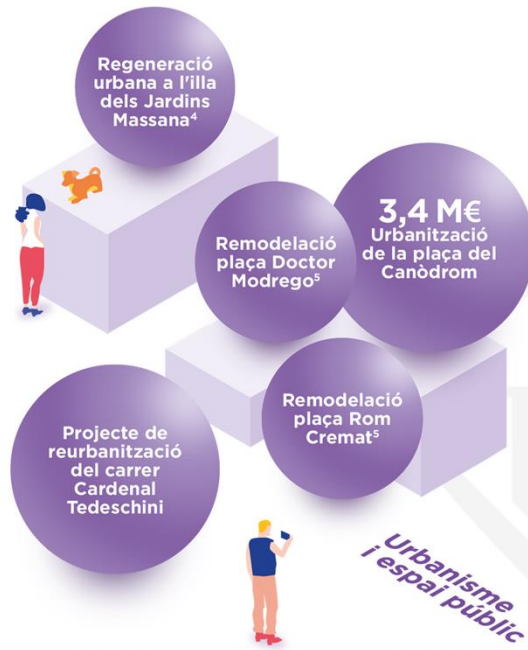 Regeneració
urbana a l'illa
dels Jardins
Massana⁴
3,4 M€
Urbanització
de la plaça del
Canòdrom
Remodelació
plaça Doctor
Modrego⁵
Remodelació
plaça Rom
Cremat⁵
Projecte de
reurbanització
del carrer
Cardenal
Tedeschini
Urbanisme
i espai públic